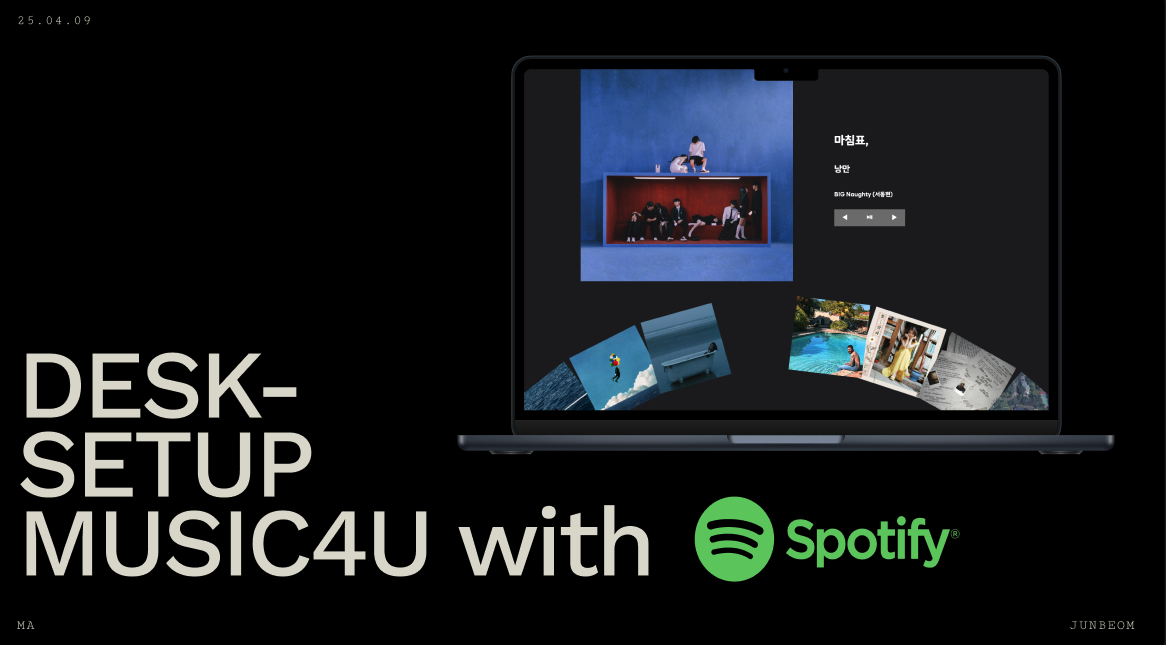 25.04.09
마침표,
낭만
BIG Naughty (서동현)
DESK-
SETUP
MUSIC4U with Spotify®
MA
JUNBEOM